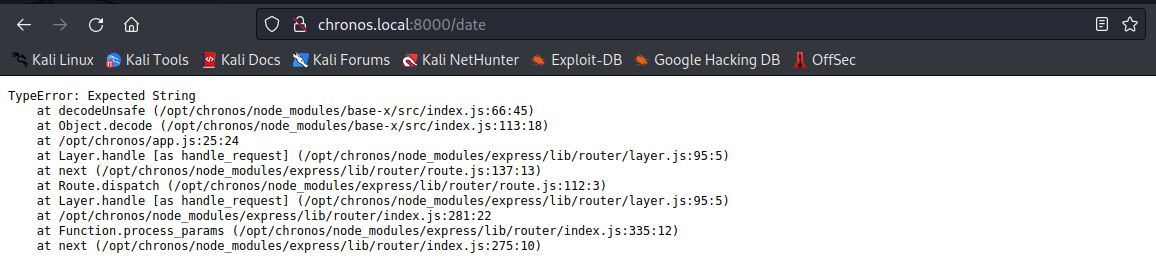 chronos.local:8000/date
Kali Linux Kali Tools Kali Docs Kali Forums Kali NetHunter Exploit-DB Google Hacking DB OffSec
TypeError: Expected String
    at decodeUnsafe (/opt/chronos/node_modules/base-x/src/index.js:66:45)
    at Object.decode (/opt/chronos/node_modules/base-x/src/index.js:113:18)
    at /opt/chronos/app.js:25:24
    at Layer.handle [as handle_request] (/opt/chronos/node_modules/express/lib/router/layer.js:95:5)
    at next (/opt/chronos/node_modules/express/lib/router/route.js:137:13)
    at Route.dispatch (/opt/chronos/node_modules/express/lib/router/route.js:112:3)
    at Layer.handle [as handle_request] (/opt/chronos/node_modules/express/lib/router/layer.js:95:5)
    at /opt/chronos/node_modules/express/lib/router/index.js:281:22
    at Function.process_params (/opt/chronos/node_modules/express/lib/router/index.js:335:12)
    at next (/opt/chronos/node_modules/express/lib/router/index.js:275:10)